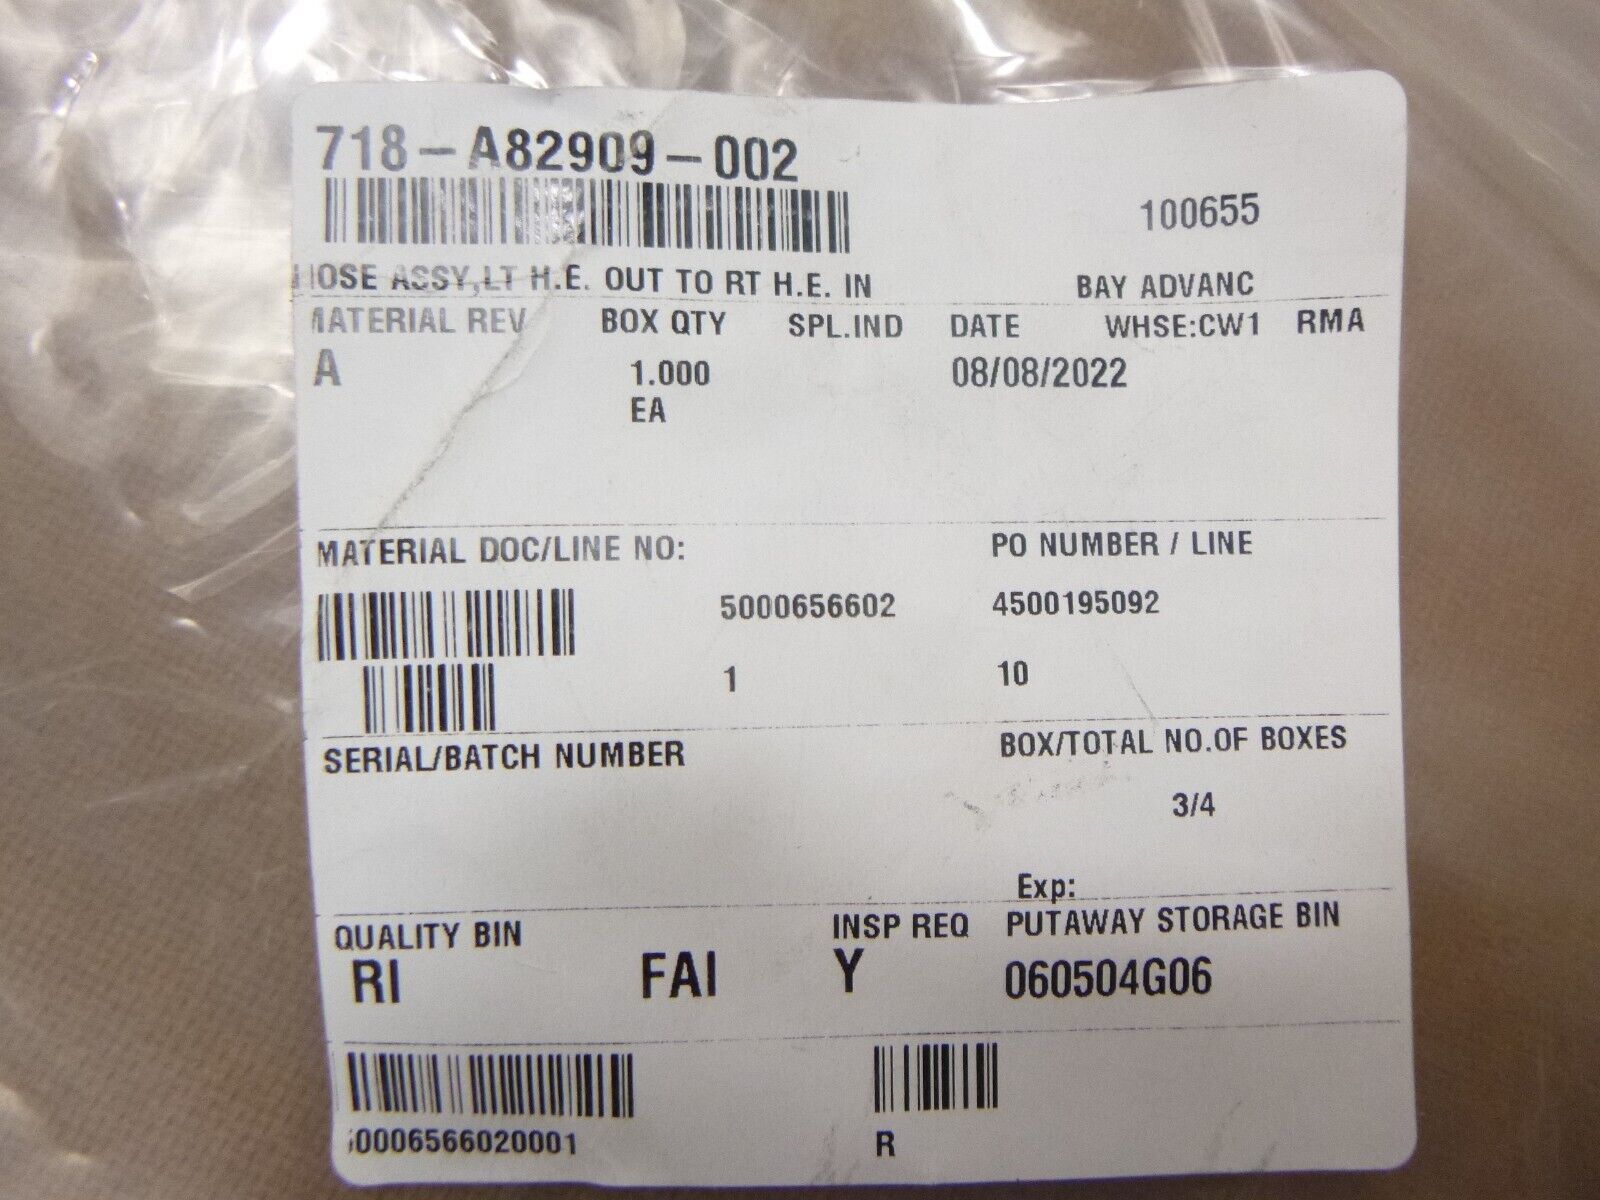 718-A82909-002
100655
HOSE ASSY,LT H.E. OUT TO RT H.E. IN BAY ADVANC
MATERIAL REV BOX QTY SPL.IND DATE WHSE:CW1 RMA
A 1.000 08/08/2022
EA
MATERIAL DOC/LINE NO: PO NUMBER / LINE
5000656602 4500195092
1 10
SERIAL/BATCH NUMBER BOX/TOTAL NO.OF BOXES
3/4
Exp:
QUALITY BIN INSP REQ PUTAWAY STORAGE BIN
RI FAI Y 060504G06
50006566020001 R